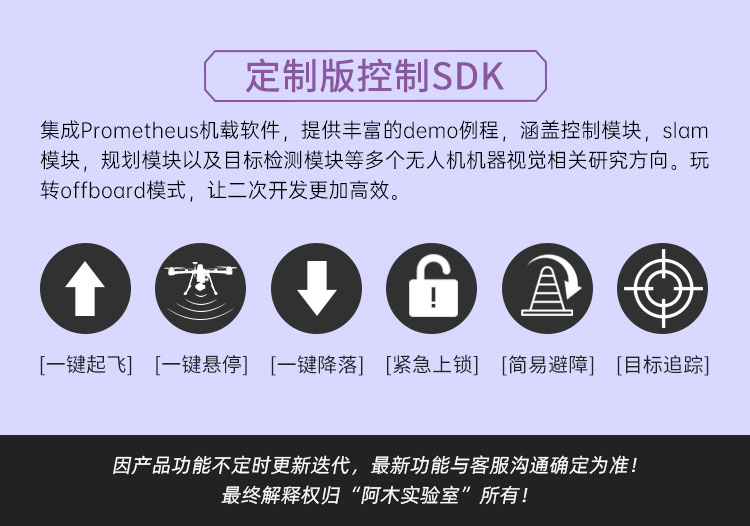 定制版控制SDK
集成Prometheus机载软件，提供丰富的demo例程，涵盖控制模块，slam
模块，规划模块以及目标检测模块等多个无人机机器视觉相关研究方向。玩
转offboard模式，让二次开发更加高效。
[一键起飞] [一键悬停] [一键降落] [紧急上锁] [简易避障] [目标追踪]
因产品功能不定时更新迭代，最新功能与客服沟通确定为准！
最终解释权归“阿木实验室”所有！